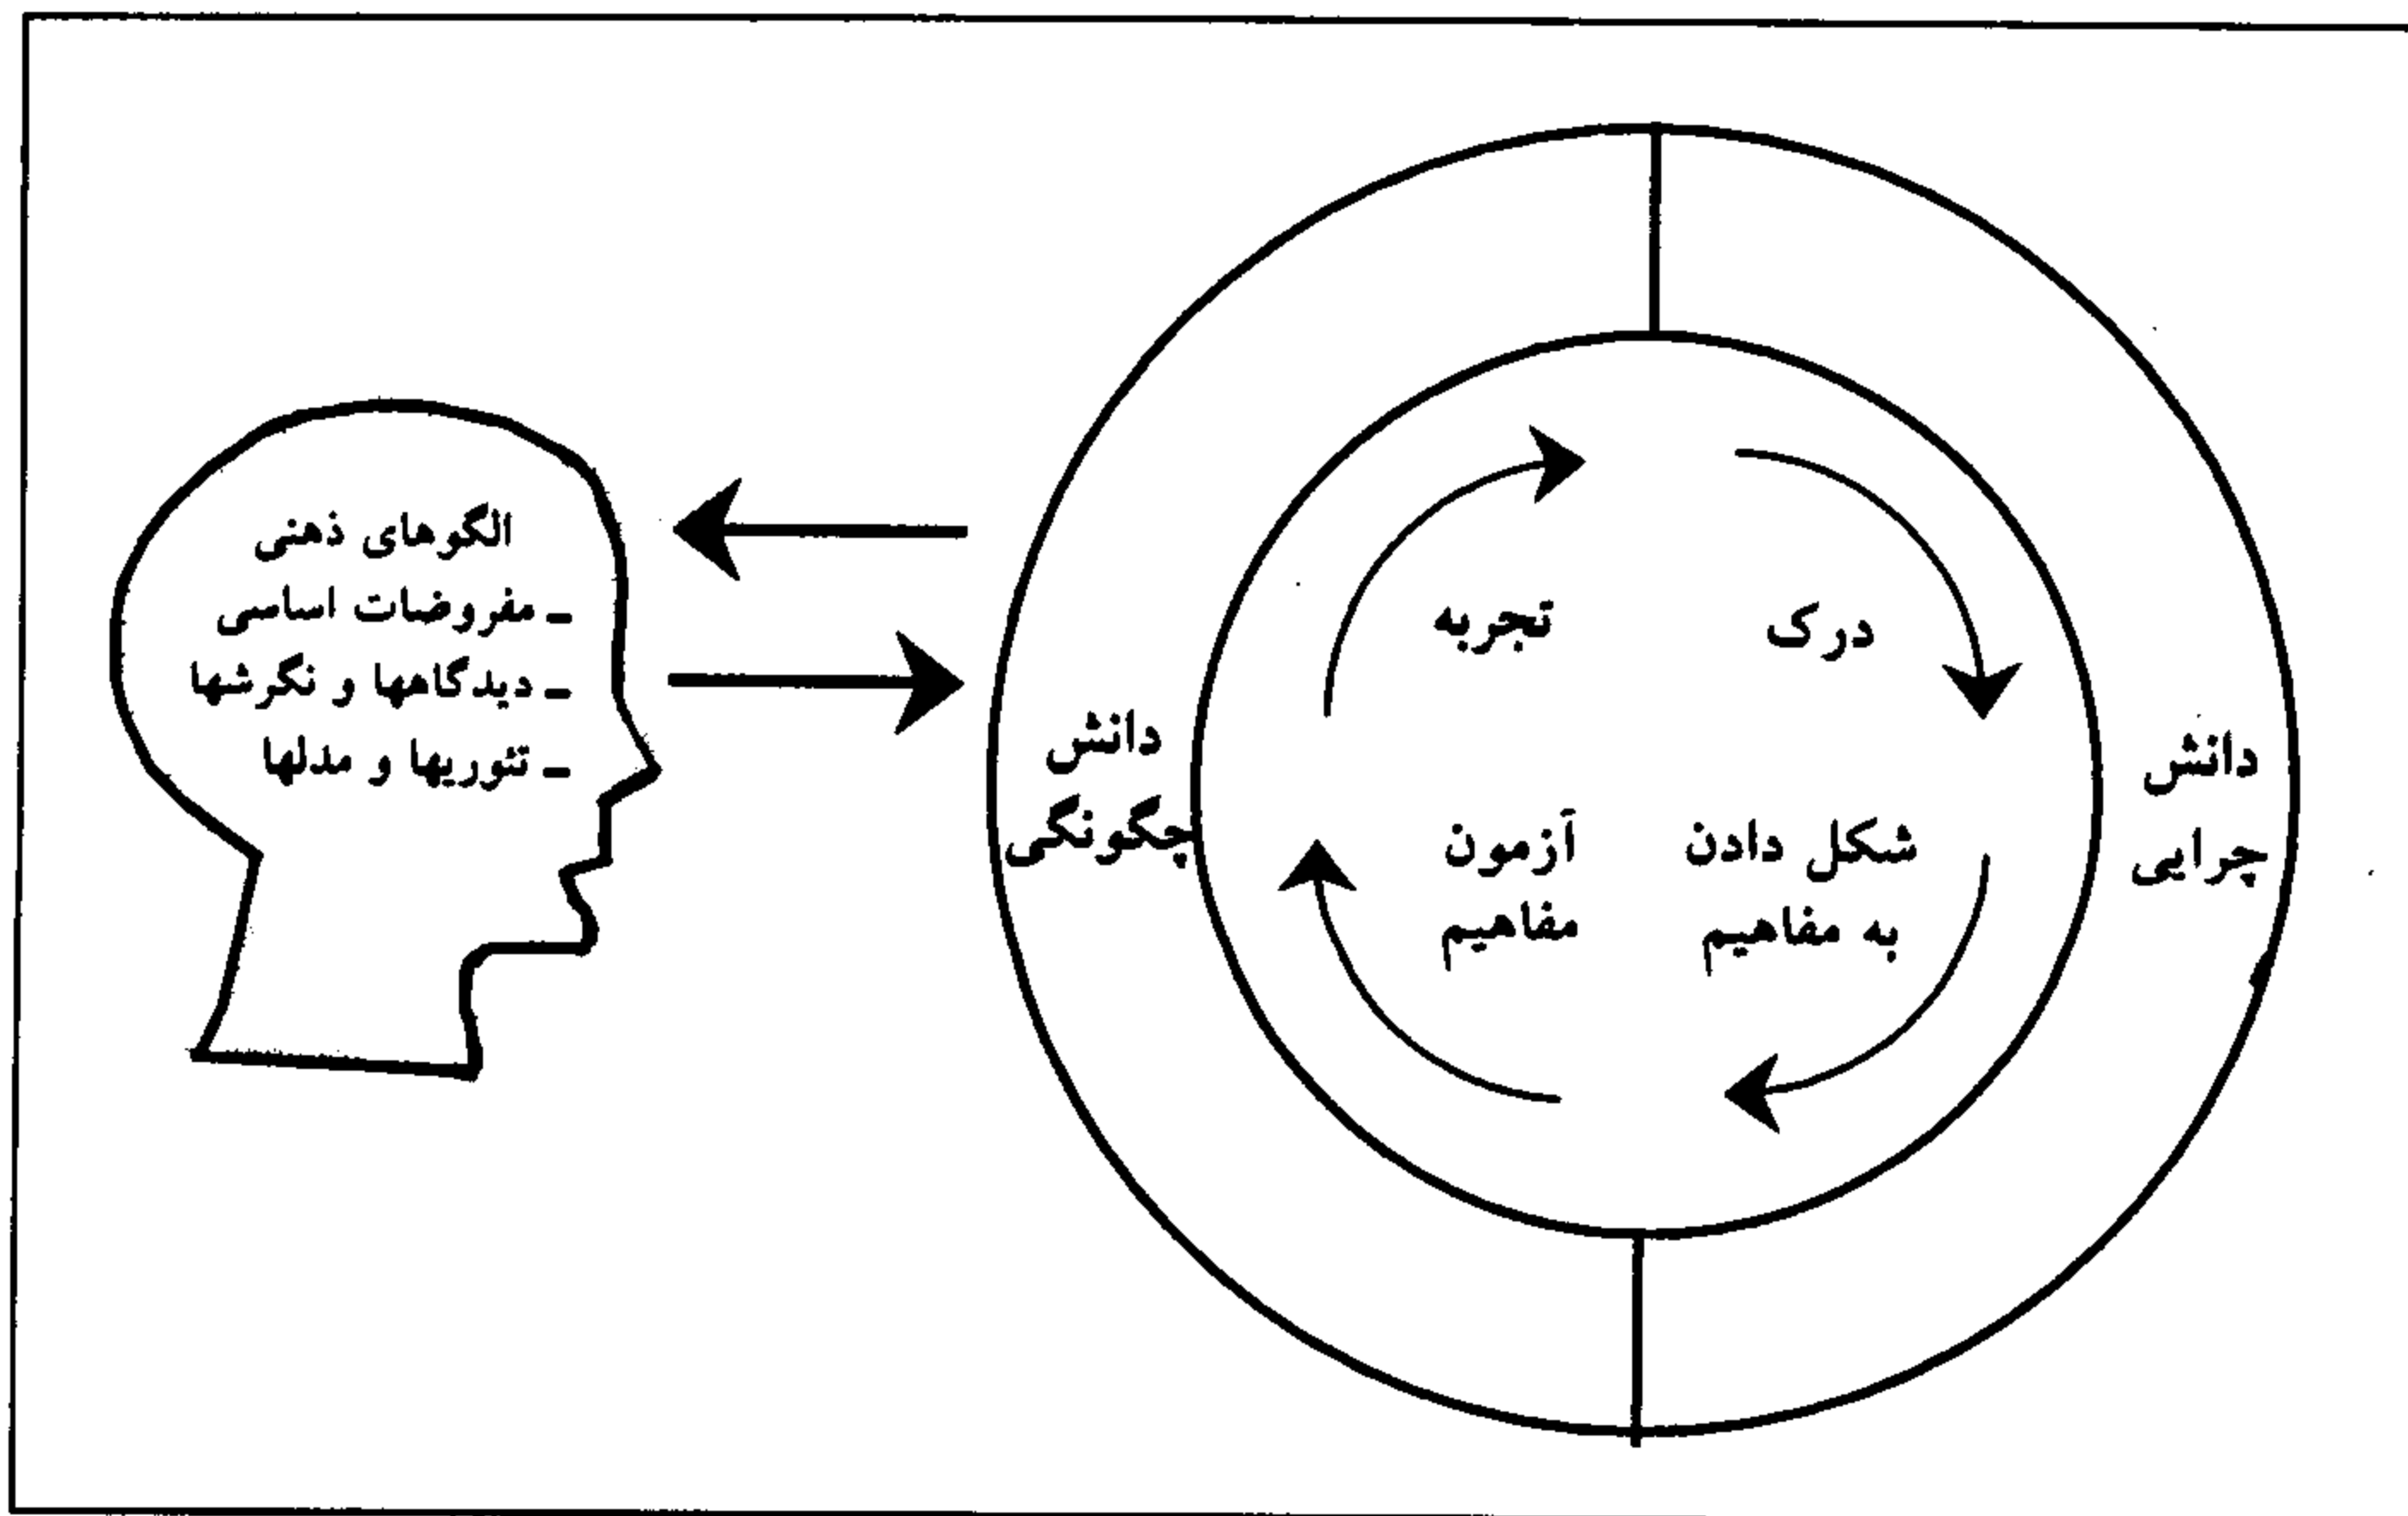 الگوهای ذهنی
ـ مفروضات اساسی
ـ دیدگاهها و نگرشها
ـ تئوریها و مدلها
دانش
چگونگی
تجربه
درک
آزمون
مفاهیم
شکل دادن
به مفاهیم
دانش
چرایی